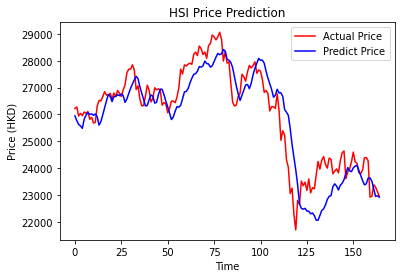 HSI Price Prediction
Actual Price
Predict Price
Price (HKD)
29000
28000
27000
26000
25000
24000
23000
22000
0 25 50 75 100 125 150
Time